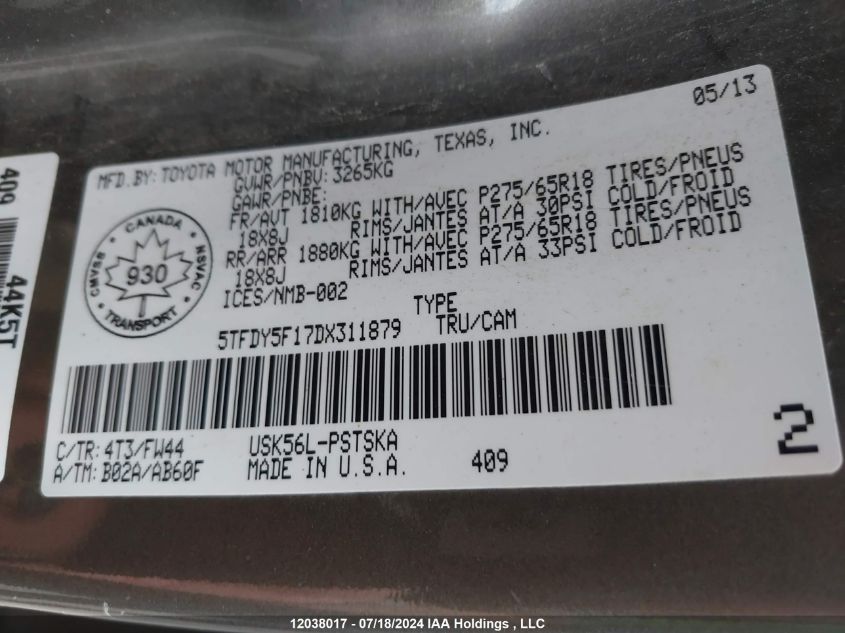 05/13
MFD.BY: TOYOTA MOTOR MANUFACTURING, TEXAS, INC.
GVWR/PNBV: 3265KG
GAWR/PNBE:
FR/AVT 1810KG WITH/AVEC P275/65R18 TIRES/PNEUS
18X8J RIMS/JANTES AT/A 30PSI COLD/FROID
RR/ARR 1880KG WITH/AVEC P275/65R18 TIRES/PNEUS
18X8J RIMS/JANTES AT/A 33PSI COLD/FROID
ICES/NMB-002
CANADA
CMVSS
NSVAC
930
TRANSPORT
TYPE
5TFDY5F17DX311879 TRU/CAM
C/TR: 4T3/FW44 USK56L-PSTSKA
A/TM: B02A/AB60F MADE IN U.S.A. 409
2
409 44K5T
12038017 - 07/18/2024 IAA Holdings , LLC